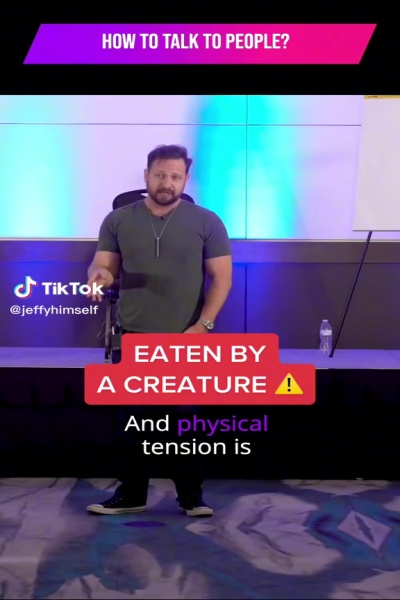 HOW TO TALK TO PEOPLE?
TikTok
@jeffyhimself
EATEN BY
A CREATURE ⚠️
And physical
tension is